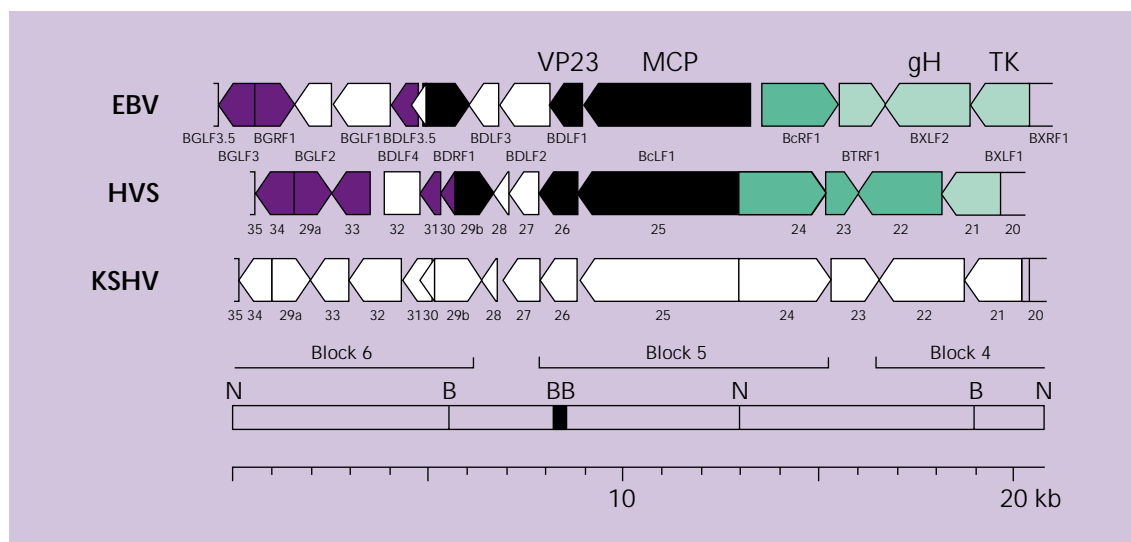 VP23 MCP gH TK
EBV
BGLF3.5 BGRF1 BGLF1 BDLF3.5 BDLF3 BDLF1 BcRF1 BXLF2 BXRF1
BGLF3 BGLF2 BDLF4 BDRF1 BDLF2 BcLF1 BTRF1 BXLF1
HVS
35 34 29a 33 32 31 30 29b 28 27 26 25 24 23 22 21 20
KSHV
35 34 29a 33 32 31 30 29b 28 27 26 25 24 23 22 21 20
Block 6 Block 5 Block 4
N B BB N B N
10 20 kb